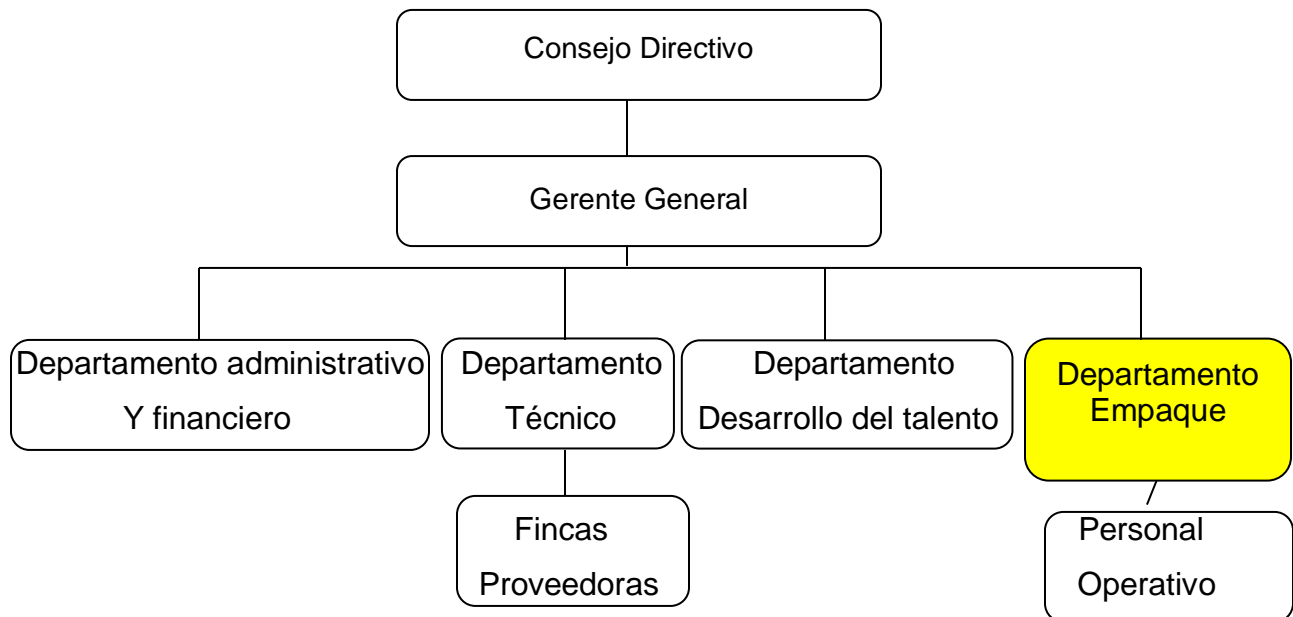 Consejo Directivo
Gerente General
Departamento administrativo
Y financiero
Departamento
Técnico
Departamento
Desarrollo del talento
Departamento
Empaque
Fincas
Proveedoras
Personal
Operativo